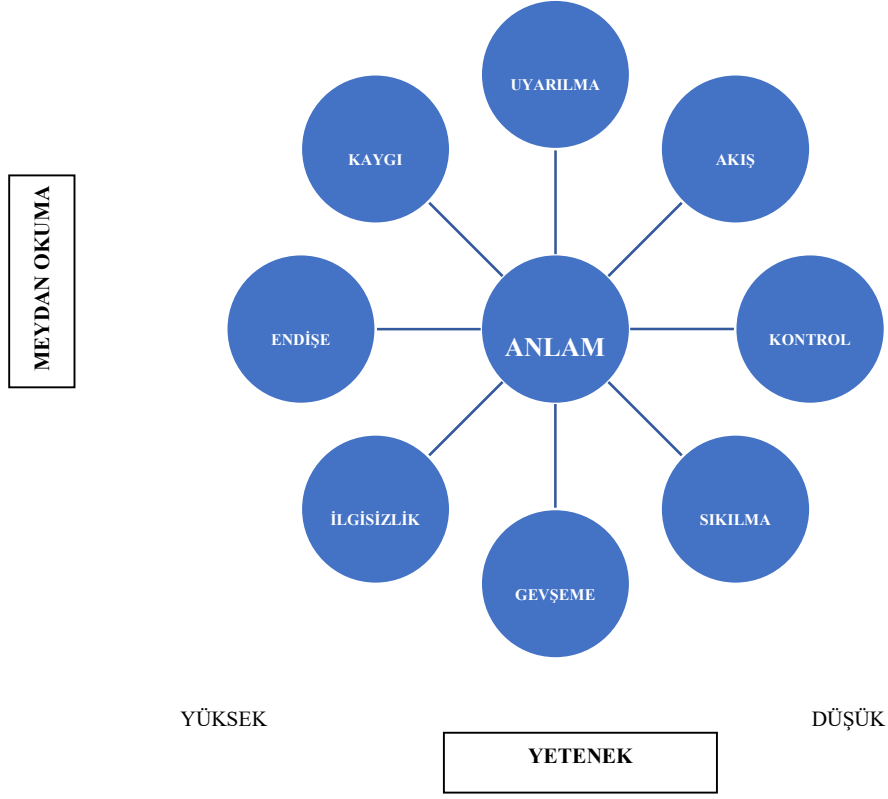 UYARILMA
KAYGI
AKIŞ
MEYDAN OKUMA
ENDİŞE
ANLAM
KONTROL
İLGİSİZLİK
SIKILMA
GEVŞEME
YÜKSEK
DÜŞÜK
YETENEK